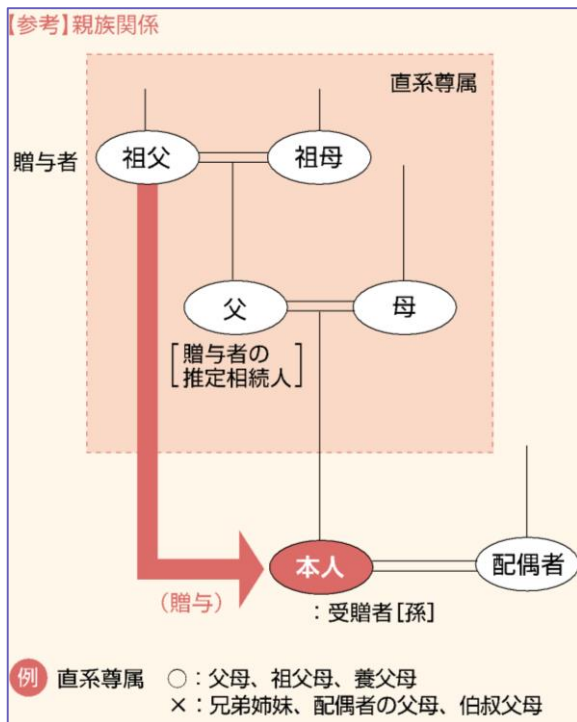 【参考】親族関係
直系尊属
贈与者
祖父
祖母
父
母
[贈与者の
推定相続人]
本人
配偶者
(贈与)
：受贈者[孫]
例 直系尊属 ○：父母、祖父母、養父母
×：兄弟姉妹、配偶者の父母、伯叔父母